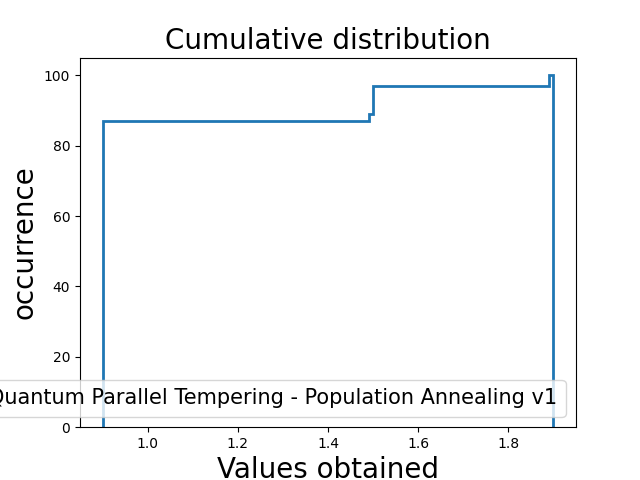 Cumulative distribution
occurrence
100
80
60
40
20
0
Quantum Parallel Tempering - Population Annealing v1
1.0 1.2 1.4 1.6 1.8
Values obtained